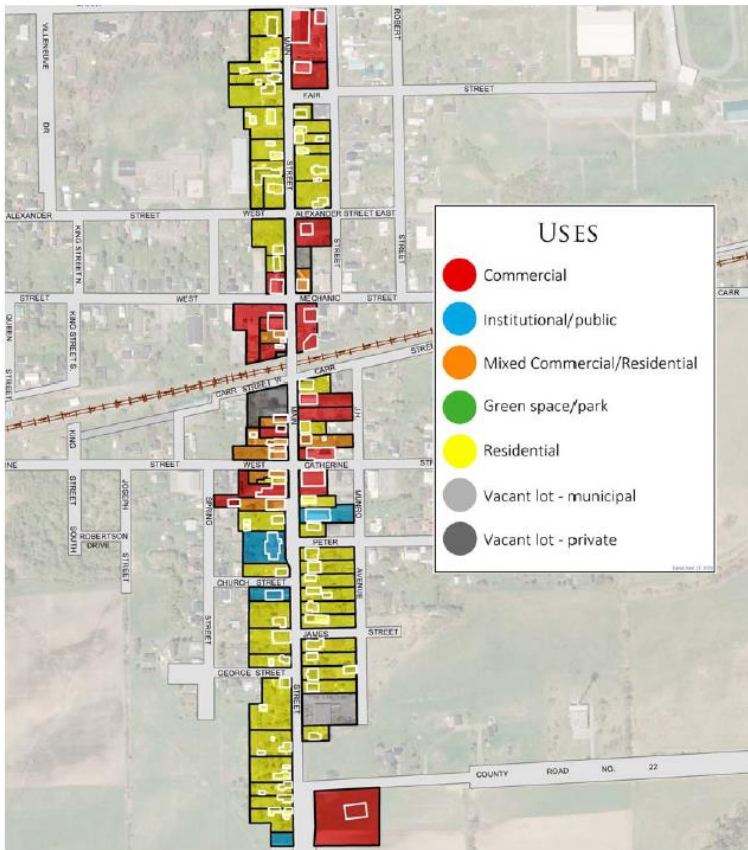 VILLENEUVE
DR
MAIN
STREET
ROBERT
FAIR
STREET
ALEXANDER
STREET
WEST
ALEXANDER STREET EAST
KING STREET N
STREET
STREET
WEST
MECHANIC
STREET
CARR
QUEEN
STREET
KING STREET S
CARR STREET W
CARR
STREET
MAIN
J.H.
KING
STREET
SOUTH
STREET
WEST
CATHERINE
MUNRO
JOSEPH
STREET
ROBERTSON
DRIVE
SPRING
STREET
PETER
AVENUE
CHURCH STREET
JAMES
STREET
GEORGE STREET
STREET
COUNTY ROAD NO. 22
USES
Commercial
Institutional/public
Mixed Commercial/Residential
Green space/park
Residential
Vacant lot - municipal
Vacant lot - private